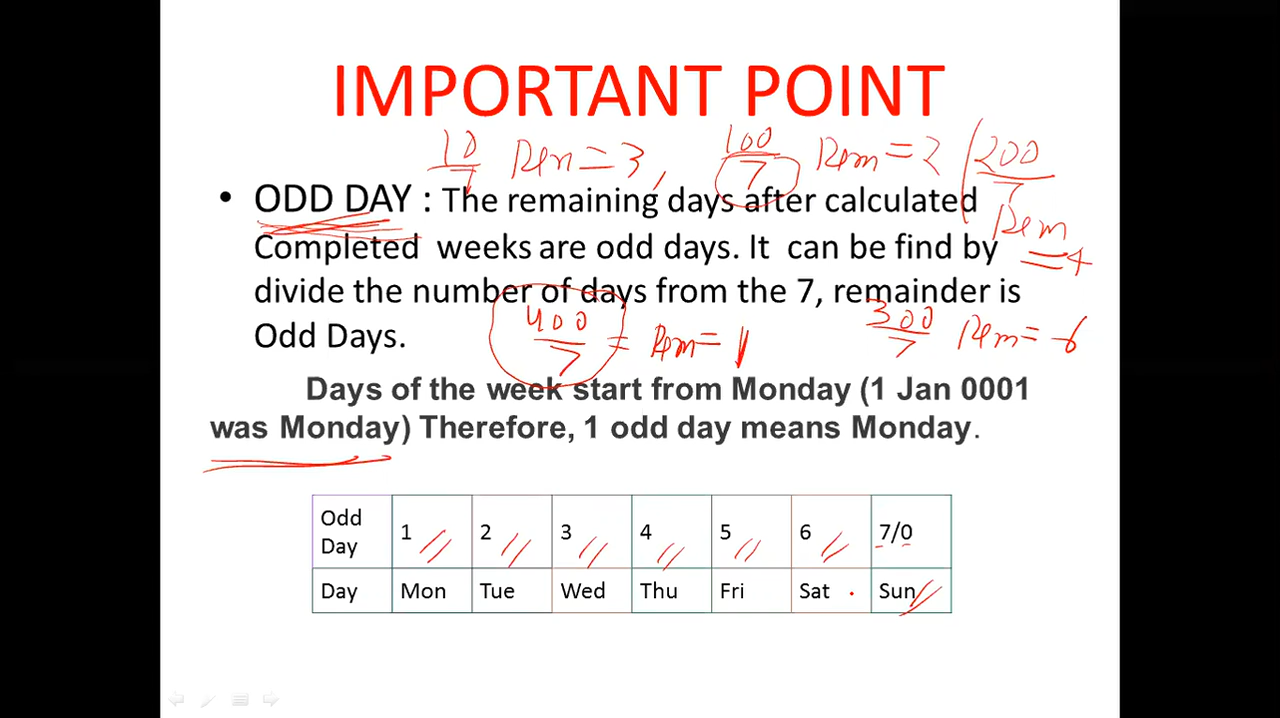 IMPORTANT POINT
10/7 Rem=3, 100/7 Rem=2 200/7
Rem
=4
• ODD DAY : The remaining days after calculated
Completed weeks are odd days. It can be find by
divide the number of days from the 7, remainder is
Odd Days.
400/7 = Rem=1
300/7 Rem=6
Days of the week start from Monday (1 Jan 0001
was Monday) Therefore, 1 odd day means Monday.
Odd Day 1 2 3 4 5 6 7/0
Day Mon Tue Wed Thu Fri Sat Sun